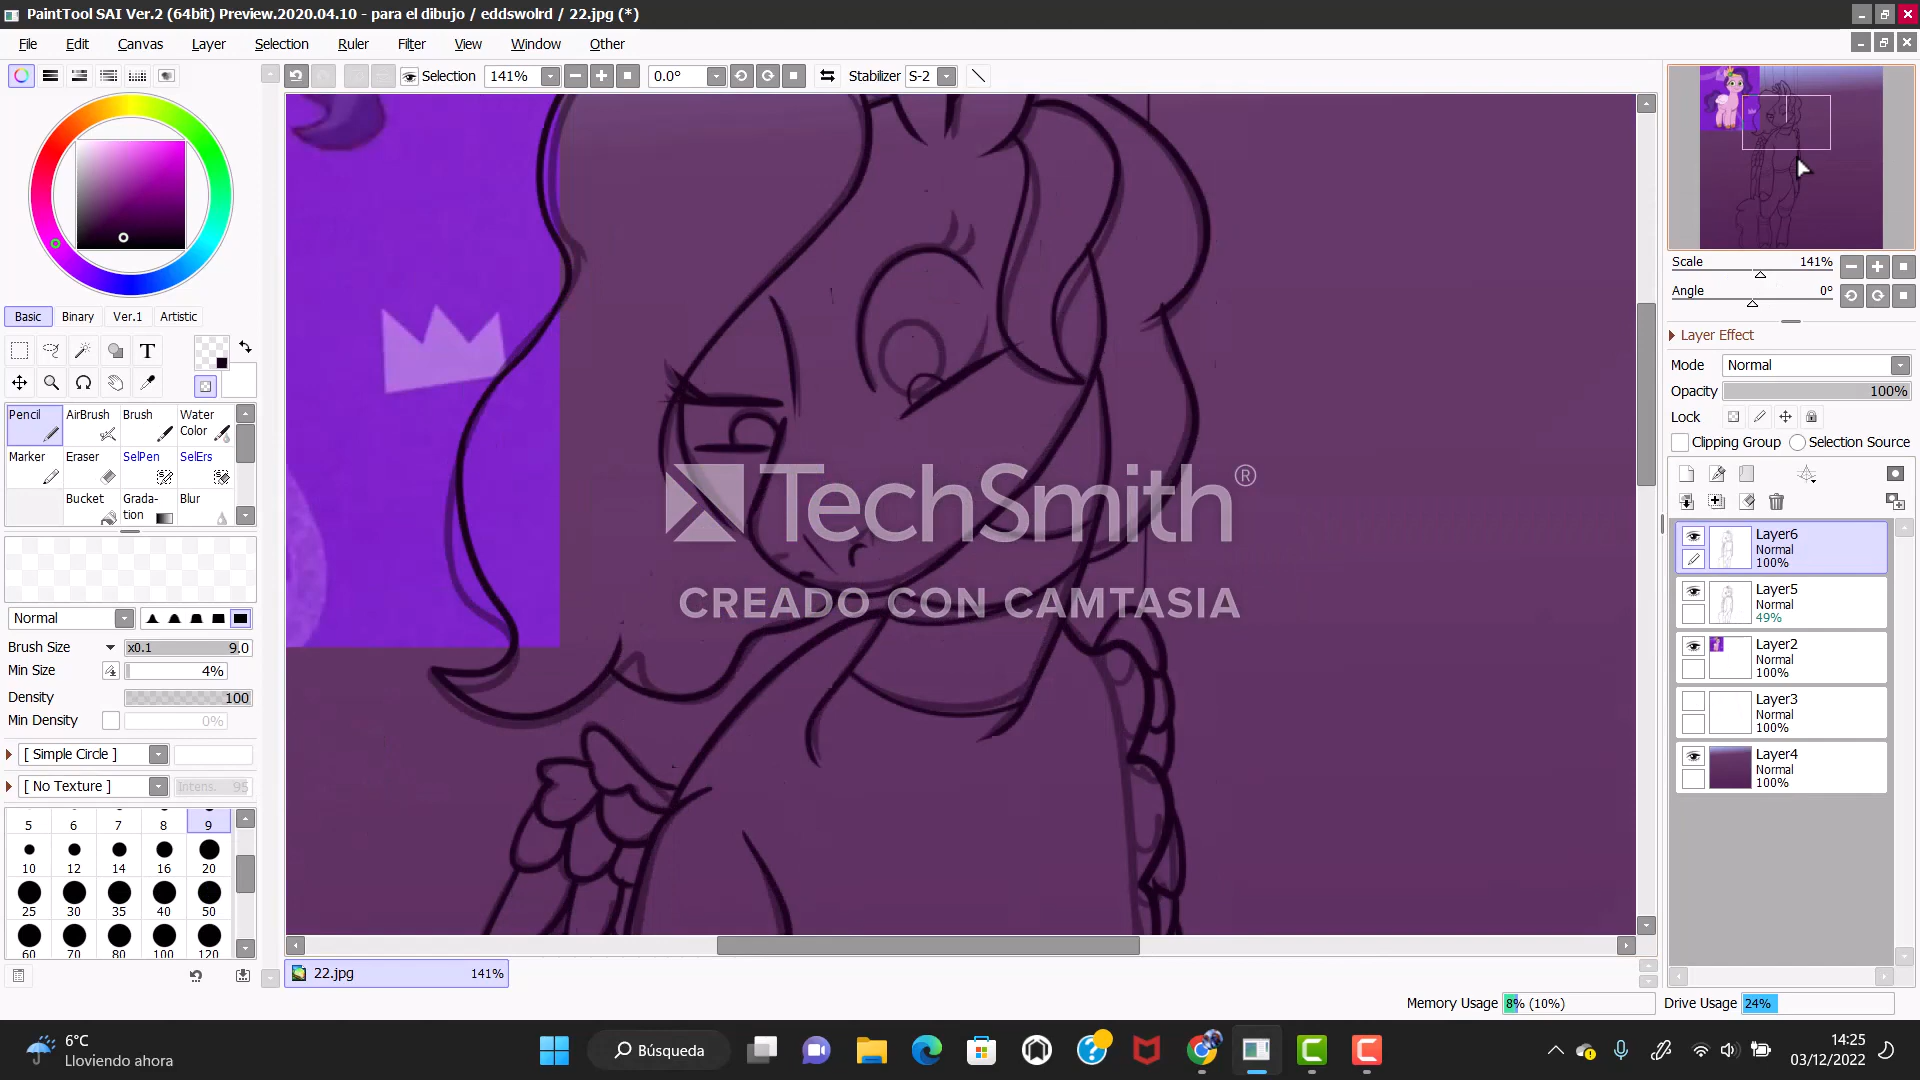 PaintTool SAI Ver.2 (64bit) Preview.2020.04.10 - para el dibujo / eddswolrd / 22.jpg (*)
File Edit Canvas Layer Selection Ruler Filter View Window Other
Selection 141% 0.0° Stabilizer S-2
Basic Binary Ver.1 Artistic
T
Pencil AirBrush Brush Water Color
Marker Eraser SelPen SelErs
Bucket Grada-tion Blur
Normal
Brush Size x0.1 9.0
Min Size 4%
Density 100
Min Density 0%
[ Simple Circle ]
[ No Texture ] Intens. 95
5 6 7 8 9
10 12 14 16 20
25 30 35 40 50
60 70 80 100 120
TechSmith®
CREADO CON CAMTASIA
22.jpg 141%
Scale 141%
Angle 0°
Layer Effect
Mode Normal
Opacity 100%
Lock
Clipping Group Selection Source
Layer6
Normal
100%
Layer5
Normal
49%
Layer2
Normal
100%
Layer3
Normal
100%
Layer4
Normal
100%
Memory Usage 8% (10%) Drive Usage 24%
6°C
Lloviendo ahora
Búsqueda
14:25
03/12/2022